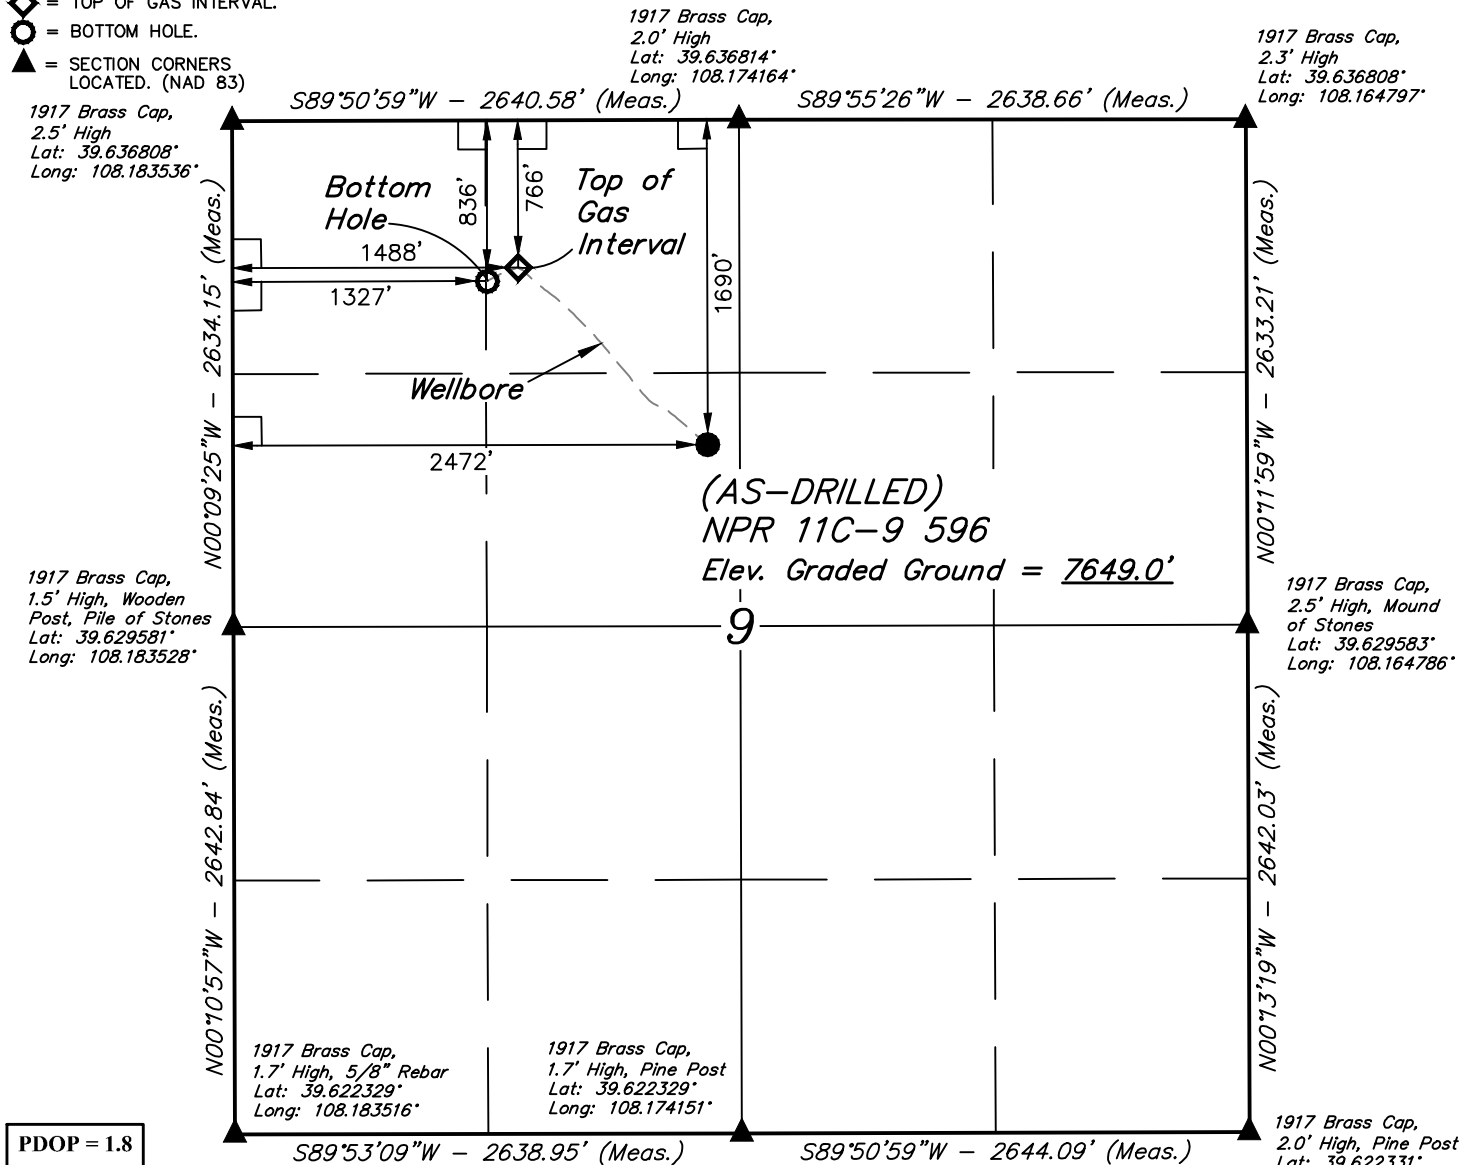 = TOP OF GAS INTERVAL.
= BOTTOM HOLE.
= SECTION CORNERS
LOCATED. (NAD 83)
1917 Brass Cap,
2.0' High
Lat: 39.636814°
Long: 108.174164°
1917 Brass Cap,
2.3' High
Lat: 39.636808°
Long: 108.164797°
1917 Brass Cap,
2.5' High
Lat: 39.636808°
Long: 108.183536°
S89°50'59"W - 2640.58' (Meas.)
S89°55'26"W - 2638.66' (Meas.)
Bottom
Hole
836'
766'
Top of
Gas
Interval
1488'
1327'
1690'
N00°09'25"W - 2634.15' (Meas.)
N00°11'59"W - 2633.21' (Meas.)
Wellbore
2472'
(AS-DRILLED)
NPR 11C-9 596
Elev. Graded Ground = 7649.0'
1917 Brass Cap,
1.5' High, Wooden
Post, Pile of Stones
Lat: 39.629581°
Long: 108.183528°
9
1917 Brass Cap,
2.5' High, Mound
of Stones
Lat: 39.629583°
Long: 108.164786°
N00°10'57"W - 2642.84' (Meas.)
N00°13'19"W - 2642.03' (Meas.)
1917 Brass Cap,
1.7' High, 5/8" Rebar
Lat: 39.622329°
Long: 108.183516°
1917 Brass Cap,
1.7' High, Pine Post
Lat: 39.622329°
Long: 108.174151°
1917 Brass Cap,
2.0' High, Pine Post
Lat: 39.622331°
PDOP = 1.8
S89°53'09"W - 2638.95' (Meas.)
S89°50'59"W - 2644.09' (Meas.)